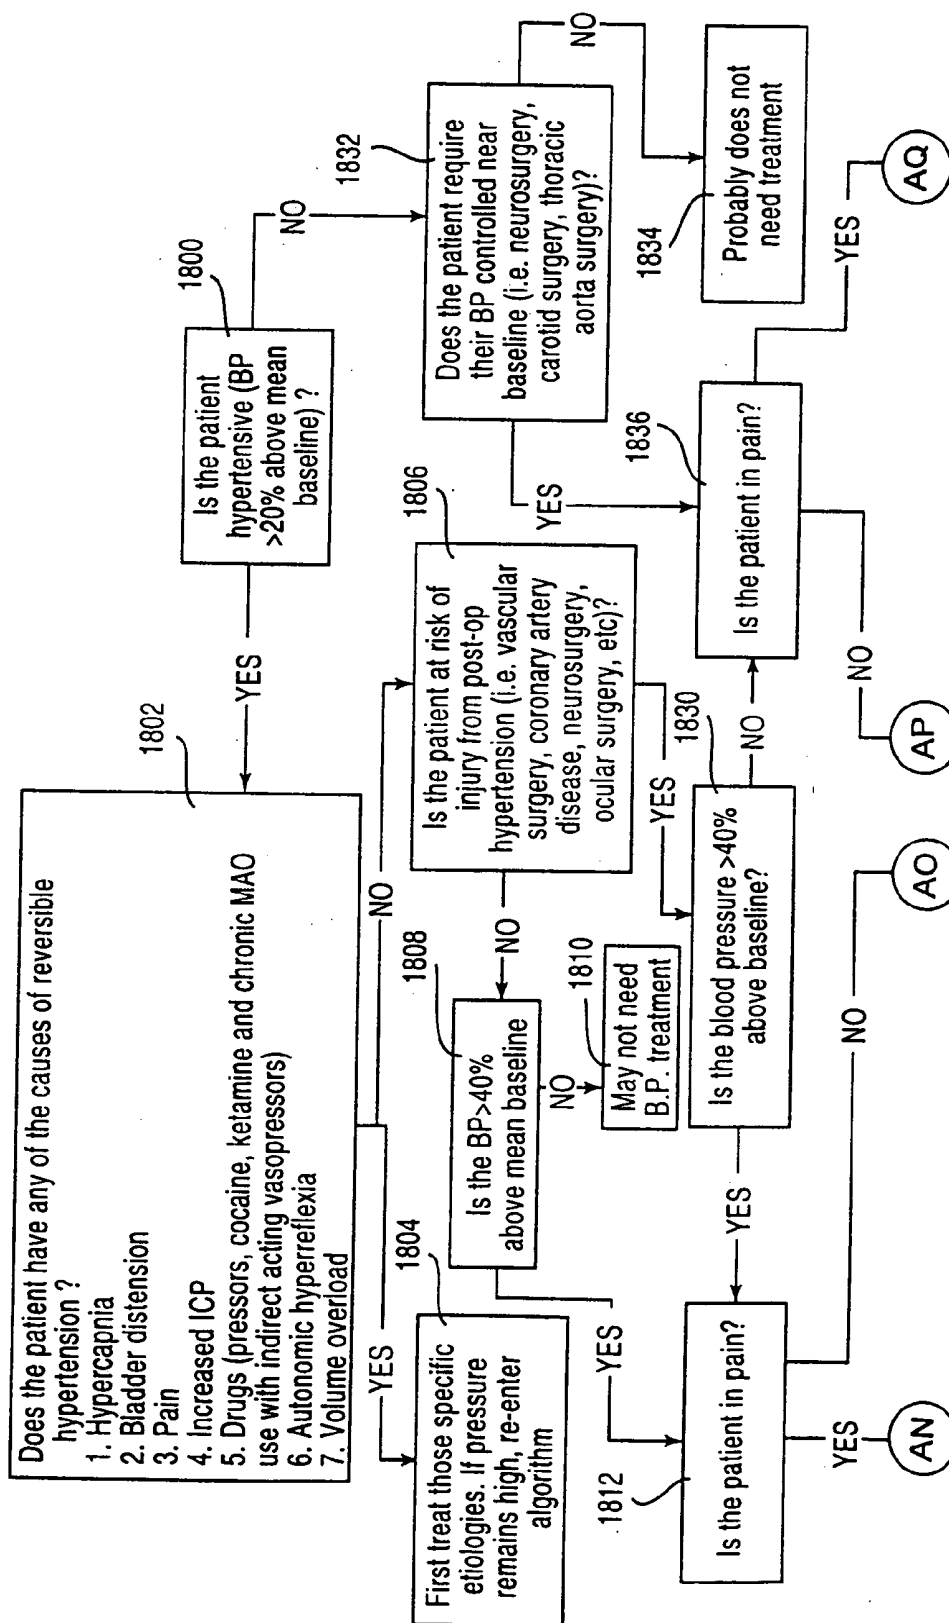 1800
Is the patient
hypertensive (BP
>20% above mean
baselline) ?
YES
NO
1802
Does the patient have any of the causes of reversible
hypertension ?
1. Hypercapnia
2. Bladder distension
3. Pain
4. Increased ICP
5. Drugs (pressors, cocaine, ketamine and chronic MAO
use with indirect acting vasopressors)
6. Autonomic hyperreflexia
7. Volume overload
YES
NO
1804
First treat those specific
etiologies. If pressure
remains high, re-enter
algorithm
1806
Is the patient at risk of
injury from post-op
hypertension (i.e. vascular
surgery, coronary artery
disease, neurosurgery,
ocular surgery, etc)?
NO
YES
1808
Is the BP>40%
above mean baseline
YES
NO
1810
May not need
B.P. treatment
1832
Does the patient require
their BP controlled near
baseline (i.e. neurosurgery,
carotid surgery, thoracic
aorta surgery)?
YES
NO
1834
Probably does not
need treatment
1830
Is the blood pressure >40%
above baseline?
YES
NO
1812
Is the patient in pain?
YES
NO
1836
Is the patient in pain?
NO
YES
AN
AO
AP
AQ